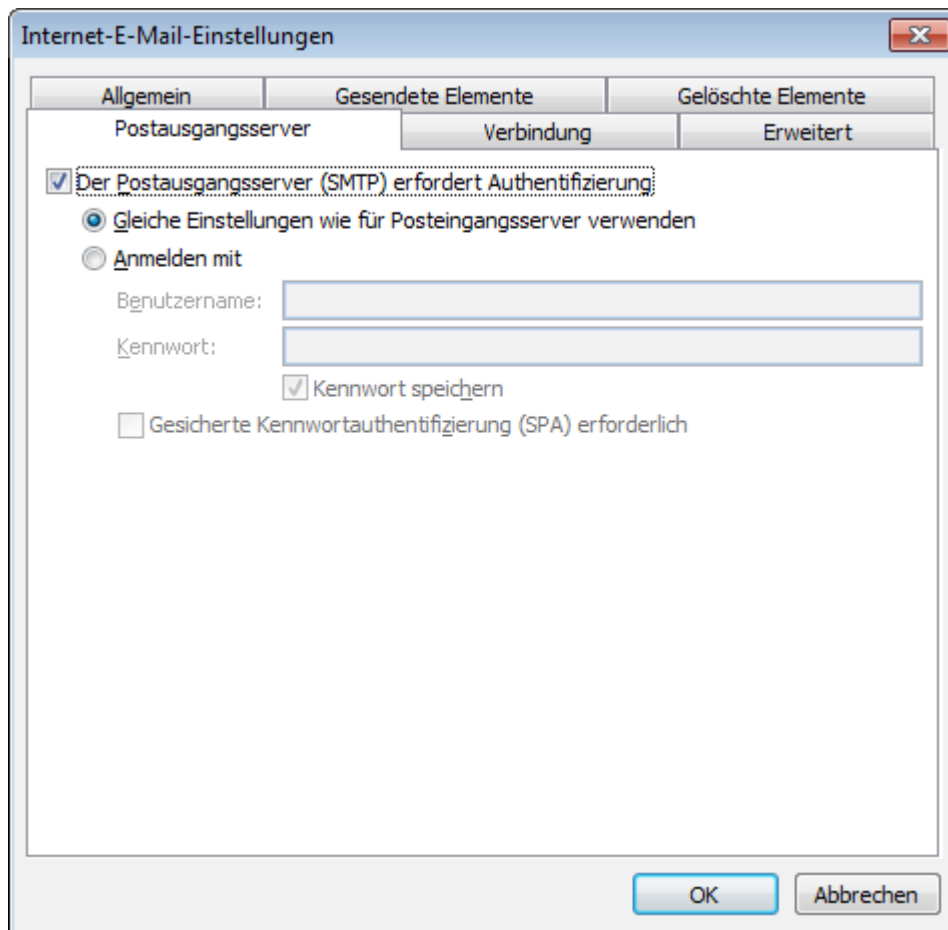 Internet-E-Mail-Einstellungen
Allgemein Gesendete Elemente Gelöschte Elemente
Postausgangsserver Verbindung Erweitert
Der Postausgangsserver (SMTP) erfordert Authentifizierung
Gleiche Einstellungen wie für Posteingangsserver verwenden
Anmelden mit
Benutzername:
Kennwort:
Kennwort speichern
Gesicherte Kennwortauthentifizierung (SPA) erforderlich
OK Abbrechen